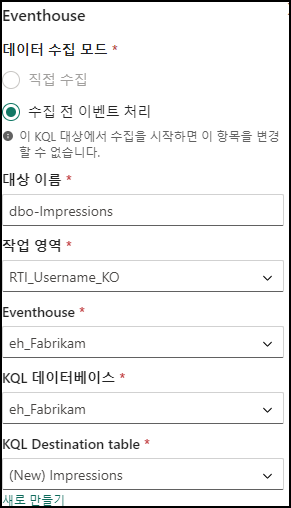 Eventhouse
데이터 수집 모드 *
직접 수집
수집 전 이벤트 처리
이 KQL 대상에서 수집을 시작하면 이 항목을 변경
할 수 없습니다.
대상 이름 *
dbo-Impressions
작업 영역 *
RTI_Username_KO
Eventhouse *
eh_Fabrikam
KQL 데이터베이스 *
eh_Fabrikam
KQL Destination table *
(New) Impressions
새로 만들기